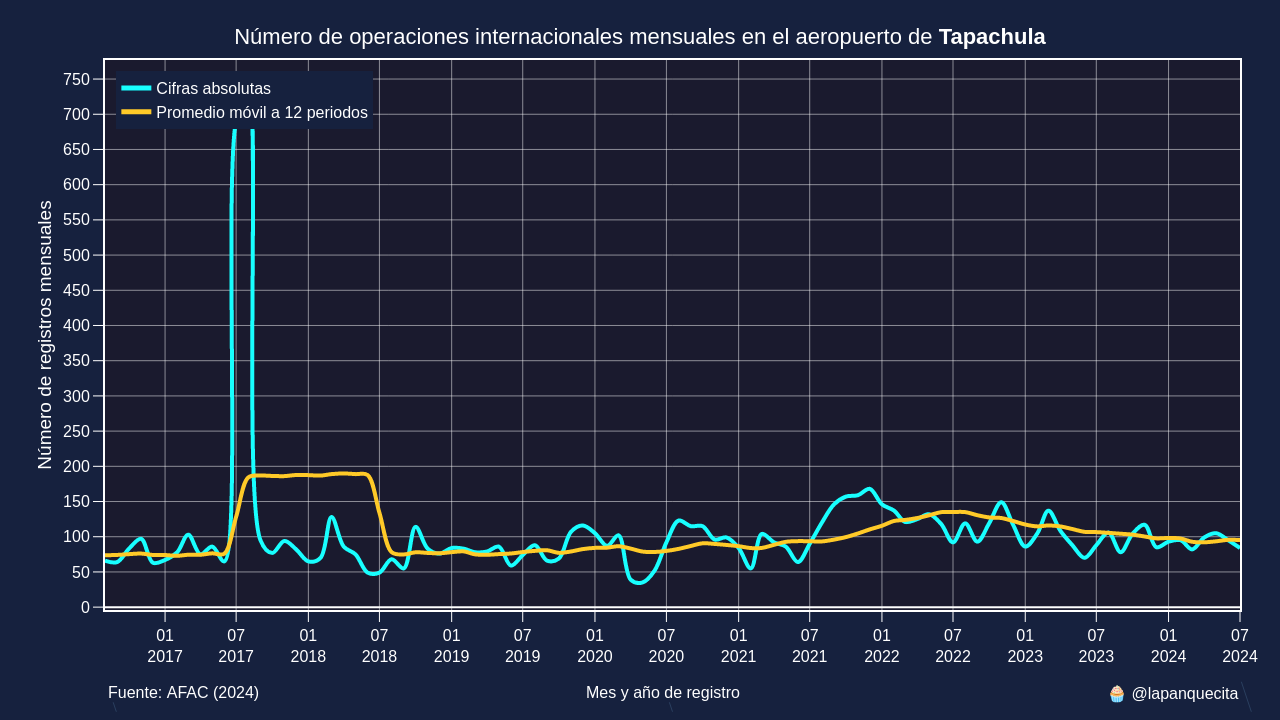 Número de operaciones internacionales mensuales en el aeropuerto de Tapachula
Cifras absolutas
Promedio móvil a 12 periodos
Número de registros mensuales
750
700
650
600
550
500
450
400
350
300
250
200
150
100
50
0
01 07 01 07 01 07 01 07 01 07 01 07 01 07 01 07
2017 2017 2018 2018 2019 2019 2020 2020 2021 2021 2022 2022 2023 2023 2024 2024
Fuente: AFAC (2024)
Mes y año de registro
🧁 @lapanquecita